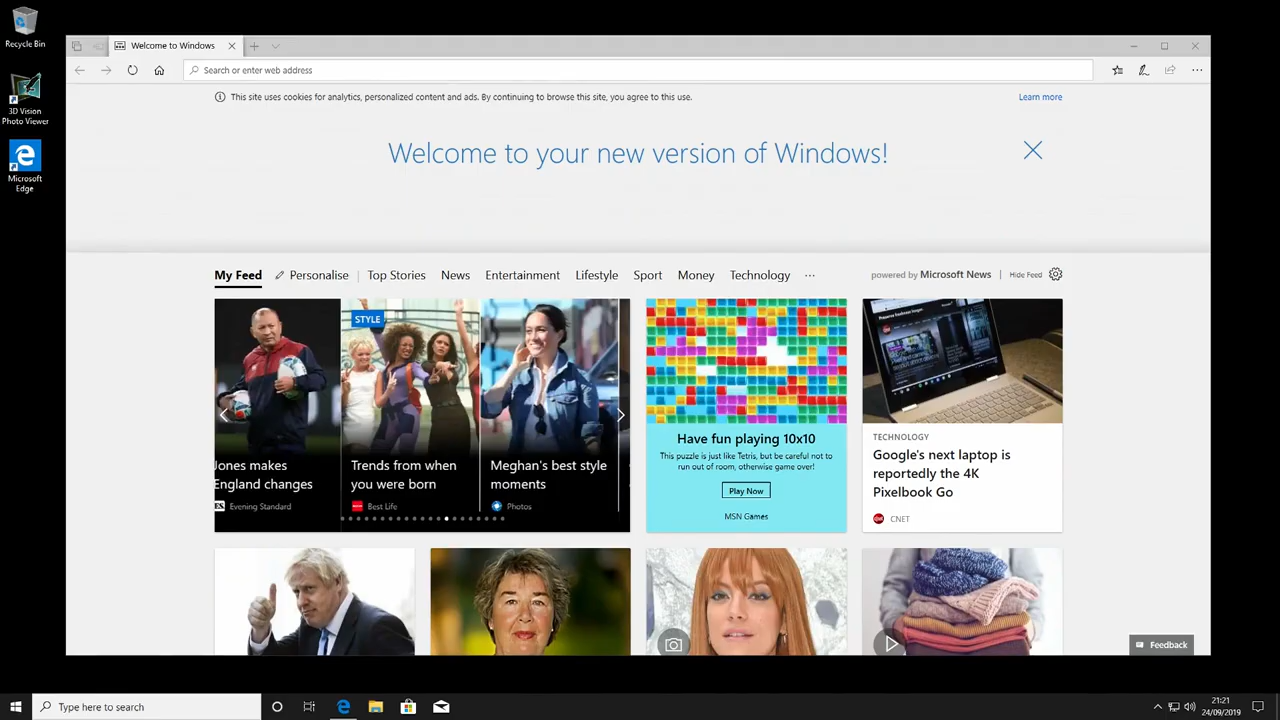 Recycle Bin
3D Vision
Photo Viewer
Microsoft
Edge
Welcome to Windows
Search or enter web address
This site uses cookies for analytics, personalized content and ads. By continuing to browse this site, you agree to this use.
Learn more
Welcome to your new version of Windows!
My Feed
Personalise
Top Stories
News
Entertainment
Lifestyle
Sport
Money
Technology
powered by Microsoft News
Hide Feed
Jones makes
England changes
ES Evening Standard
STYLE
Trends from when
you were born
Best Life
Meghan's best style
moments
Photos
Have fun playing 10x10
This puzzle is just like Tetris, but be careful not to
run out of room, otherwise game over!
Play Now
MSN Games
TECHNOLOGY
Google's next laptop is
reportedly the 4K
Pixelbook Go
CNET
Feedback
Type here to search
21:21
24/09/2019